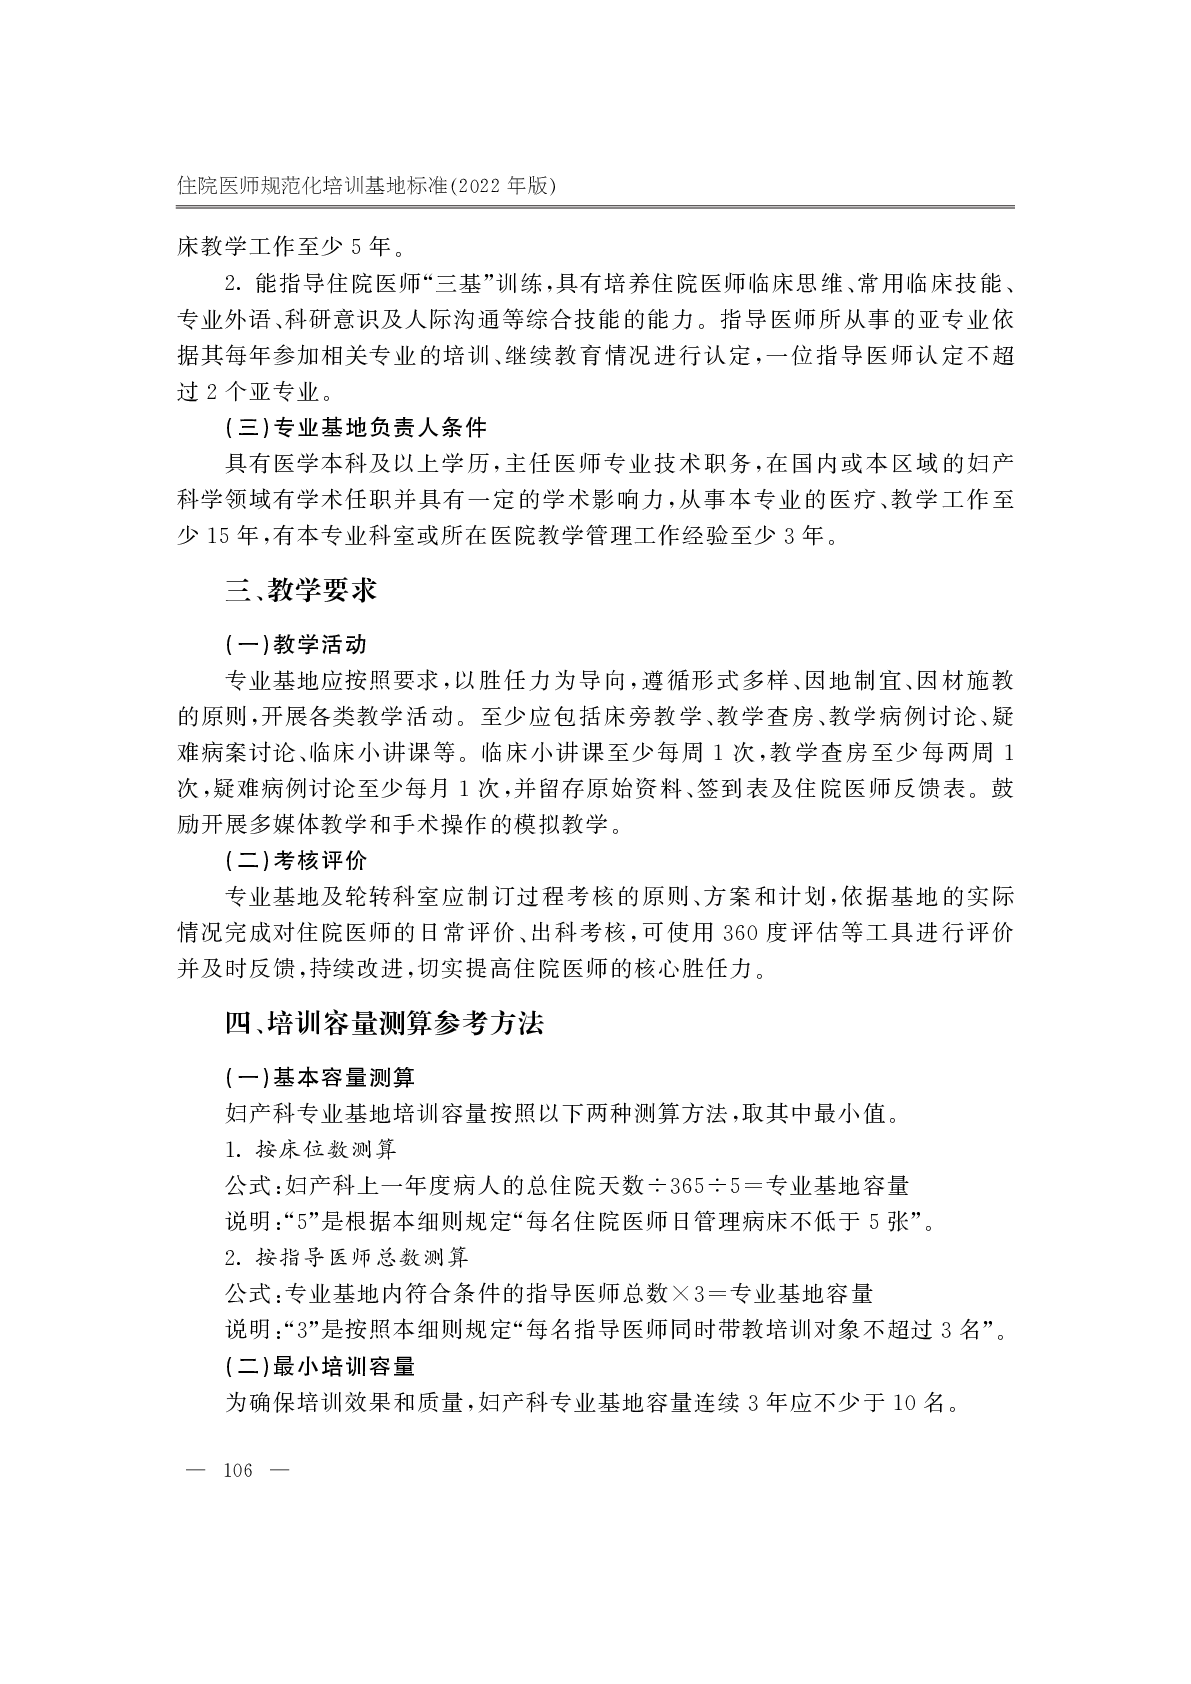 住院医师规范化培训基地标准(2022 年版)
床教学工作至少 5 年。
2. 能指导住院医师“三基”训练,具有培养住院医师临床思维、常用临床技能、
专业外语、科研意识及人际沟通等综合技能的能力。指导医师所从事的亚专业依
据其每年参加相关专业的培训、继续教育情况进行认定,一位指导医师认定不超
过 2 个亚专业。
(三)专业基地负责人条件
具有医学本科及以上学历,主任医师专业技术职务,在国内或本区域的妇产
科学领域有学术任职并具有一定的学术影响力,从事本专业的医疗、教学工作至
少 15 年,有本专业科室或所在医院教学管理工作经验至少 3 年。
三、教学要求
(一)教学活动
专业基地应按照要求,以胜任力为导向,遵循形式多样、因地制宜、因材施教
的原则,开展各类教学活动。至少应包括床旁教学、教学查房、教学病例讨论、疑
难病案讨论、临床小讲课等。临床小讲课至少每周 1 次,教学查房至少每两周 1
次,疑难病例讨论至少每月 1 次,并留存原始资料、签到表及住院医师反馈表。鼓
励开展多媒体教学和手术操作的模拟教学。
(二)考核评价
专业基地及轮转科室应制订过程考核的原则、方案和计划,依据基地的实际
情况完成对住院医师的日常评价、出科考核,可使用 360 度评估等工具进行评价
并及时反馈,持续改进,切实提高住院医师的核心胜任力。
四、培训容量测算参考方法
(一)基本容量测算
妇产科专业基地培训容量按照以下两种测算方法,取其中最小值。
1. 按床位数测算
公式:妇产科上一年度病人的总住院天数÷365÷5=专业基地容量
说明:“5”是根据本细则规定“每名住院医师日管理病床不低于 5 张”。
2. 按指导医师总数测算
公式:专业基地内符合条件的指导医师总数×3=专业基地容量
说明:“3”是按照本细则规定“每名指导医师同时带教培训对象不超过 3 名”。
(二)最小培训容量
为确保培训效果和质量,妇产科专业基地容量连续 3 年应不少于 10 名。
— 106 —